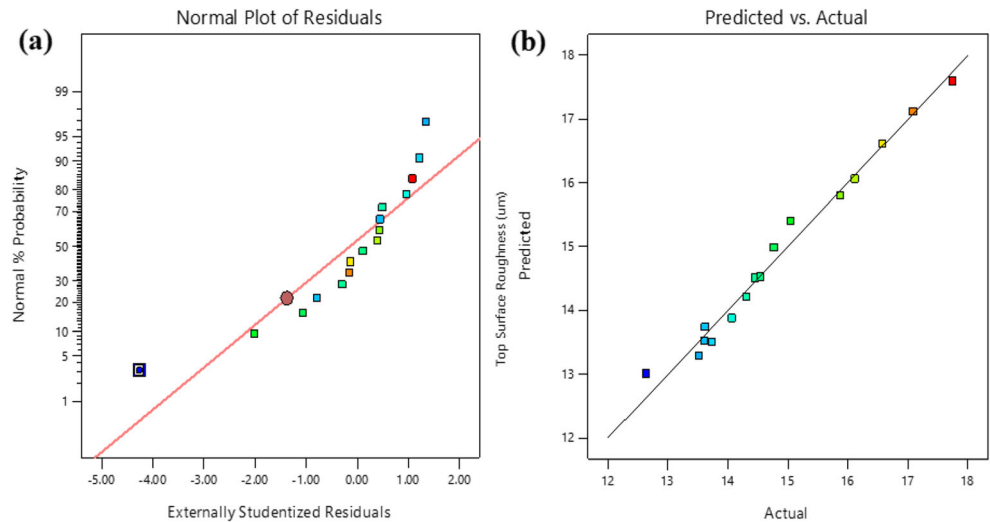 (a)
Normal Plot of Residuals
Normal % Probability
99
95
90
80
70
50
30
20
10
5
1
-5.00 -4.00 -3.00 -2.00 -1.00 0.00 1.00 2.00
Externally Studentized Residuals
(b)
Predicted vs. Actual
Top Surface Roughness (um)
Predicted
18
17
16
15
14
13
12
12 13 14 15 16 17 18
Actual